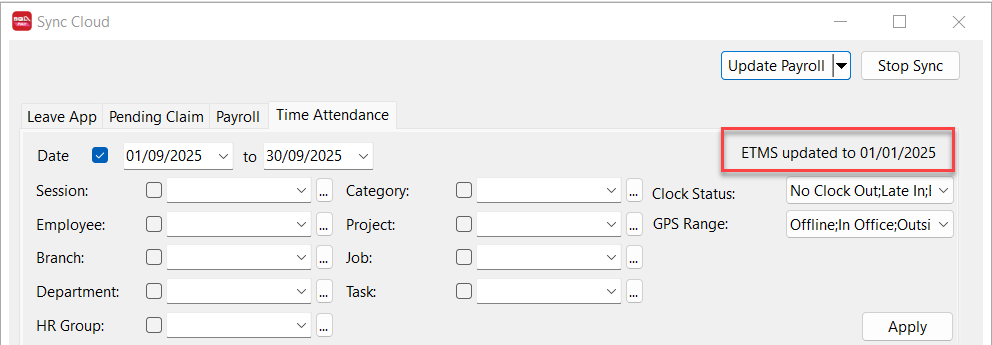 Sync Cloud
Update Payroll Stop Sync
Leave App Pending Claim Payroll Time Attendance
Date 01/09/2025 to 30/09/2025 ETMS updated to 01/01/2025
Session: ... Category: ... Clock Status: No Clock Out;Late In;
Employee: ... Project: ... GPS Range: Offline;In Office;Outsi
Branch: ... Job: ...
Department: ... Task: ...
HR Group: ... Apply